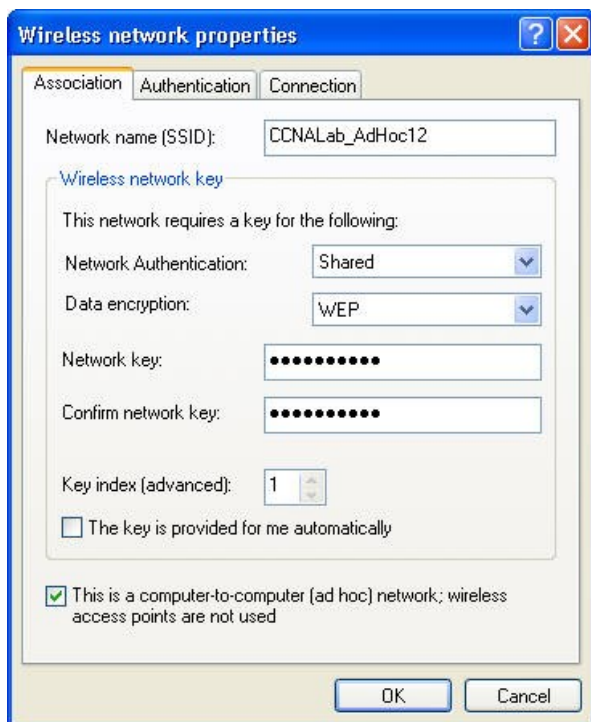 Wireless network properties
Association Authentication Connection
Network name (SSID): CCNALab_AdHoc12
Wireless network key
This network requires a key for the following:
Network Authentication: Shared
Data encryption: WEP
Network key: ••••••••••
Confirm network key: ••••••••••
Key index (advanced): 1
The key is provided for me automatically
This is a computer-to-computer (ad hoc) network; wireless
access points are not used
OK Cancel